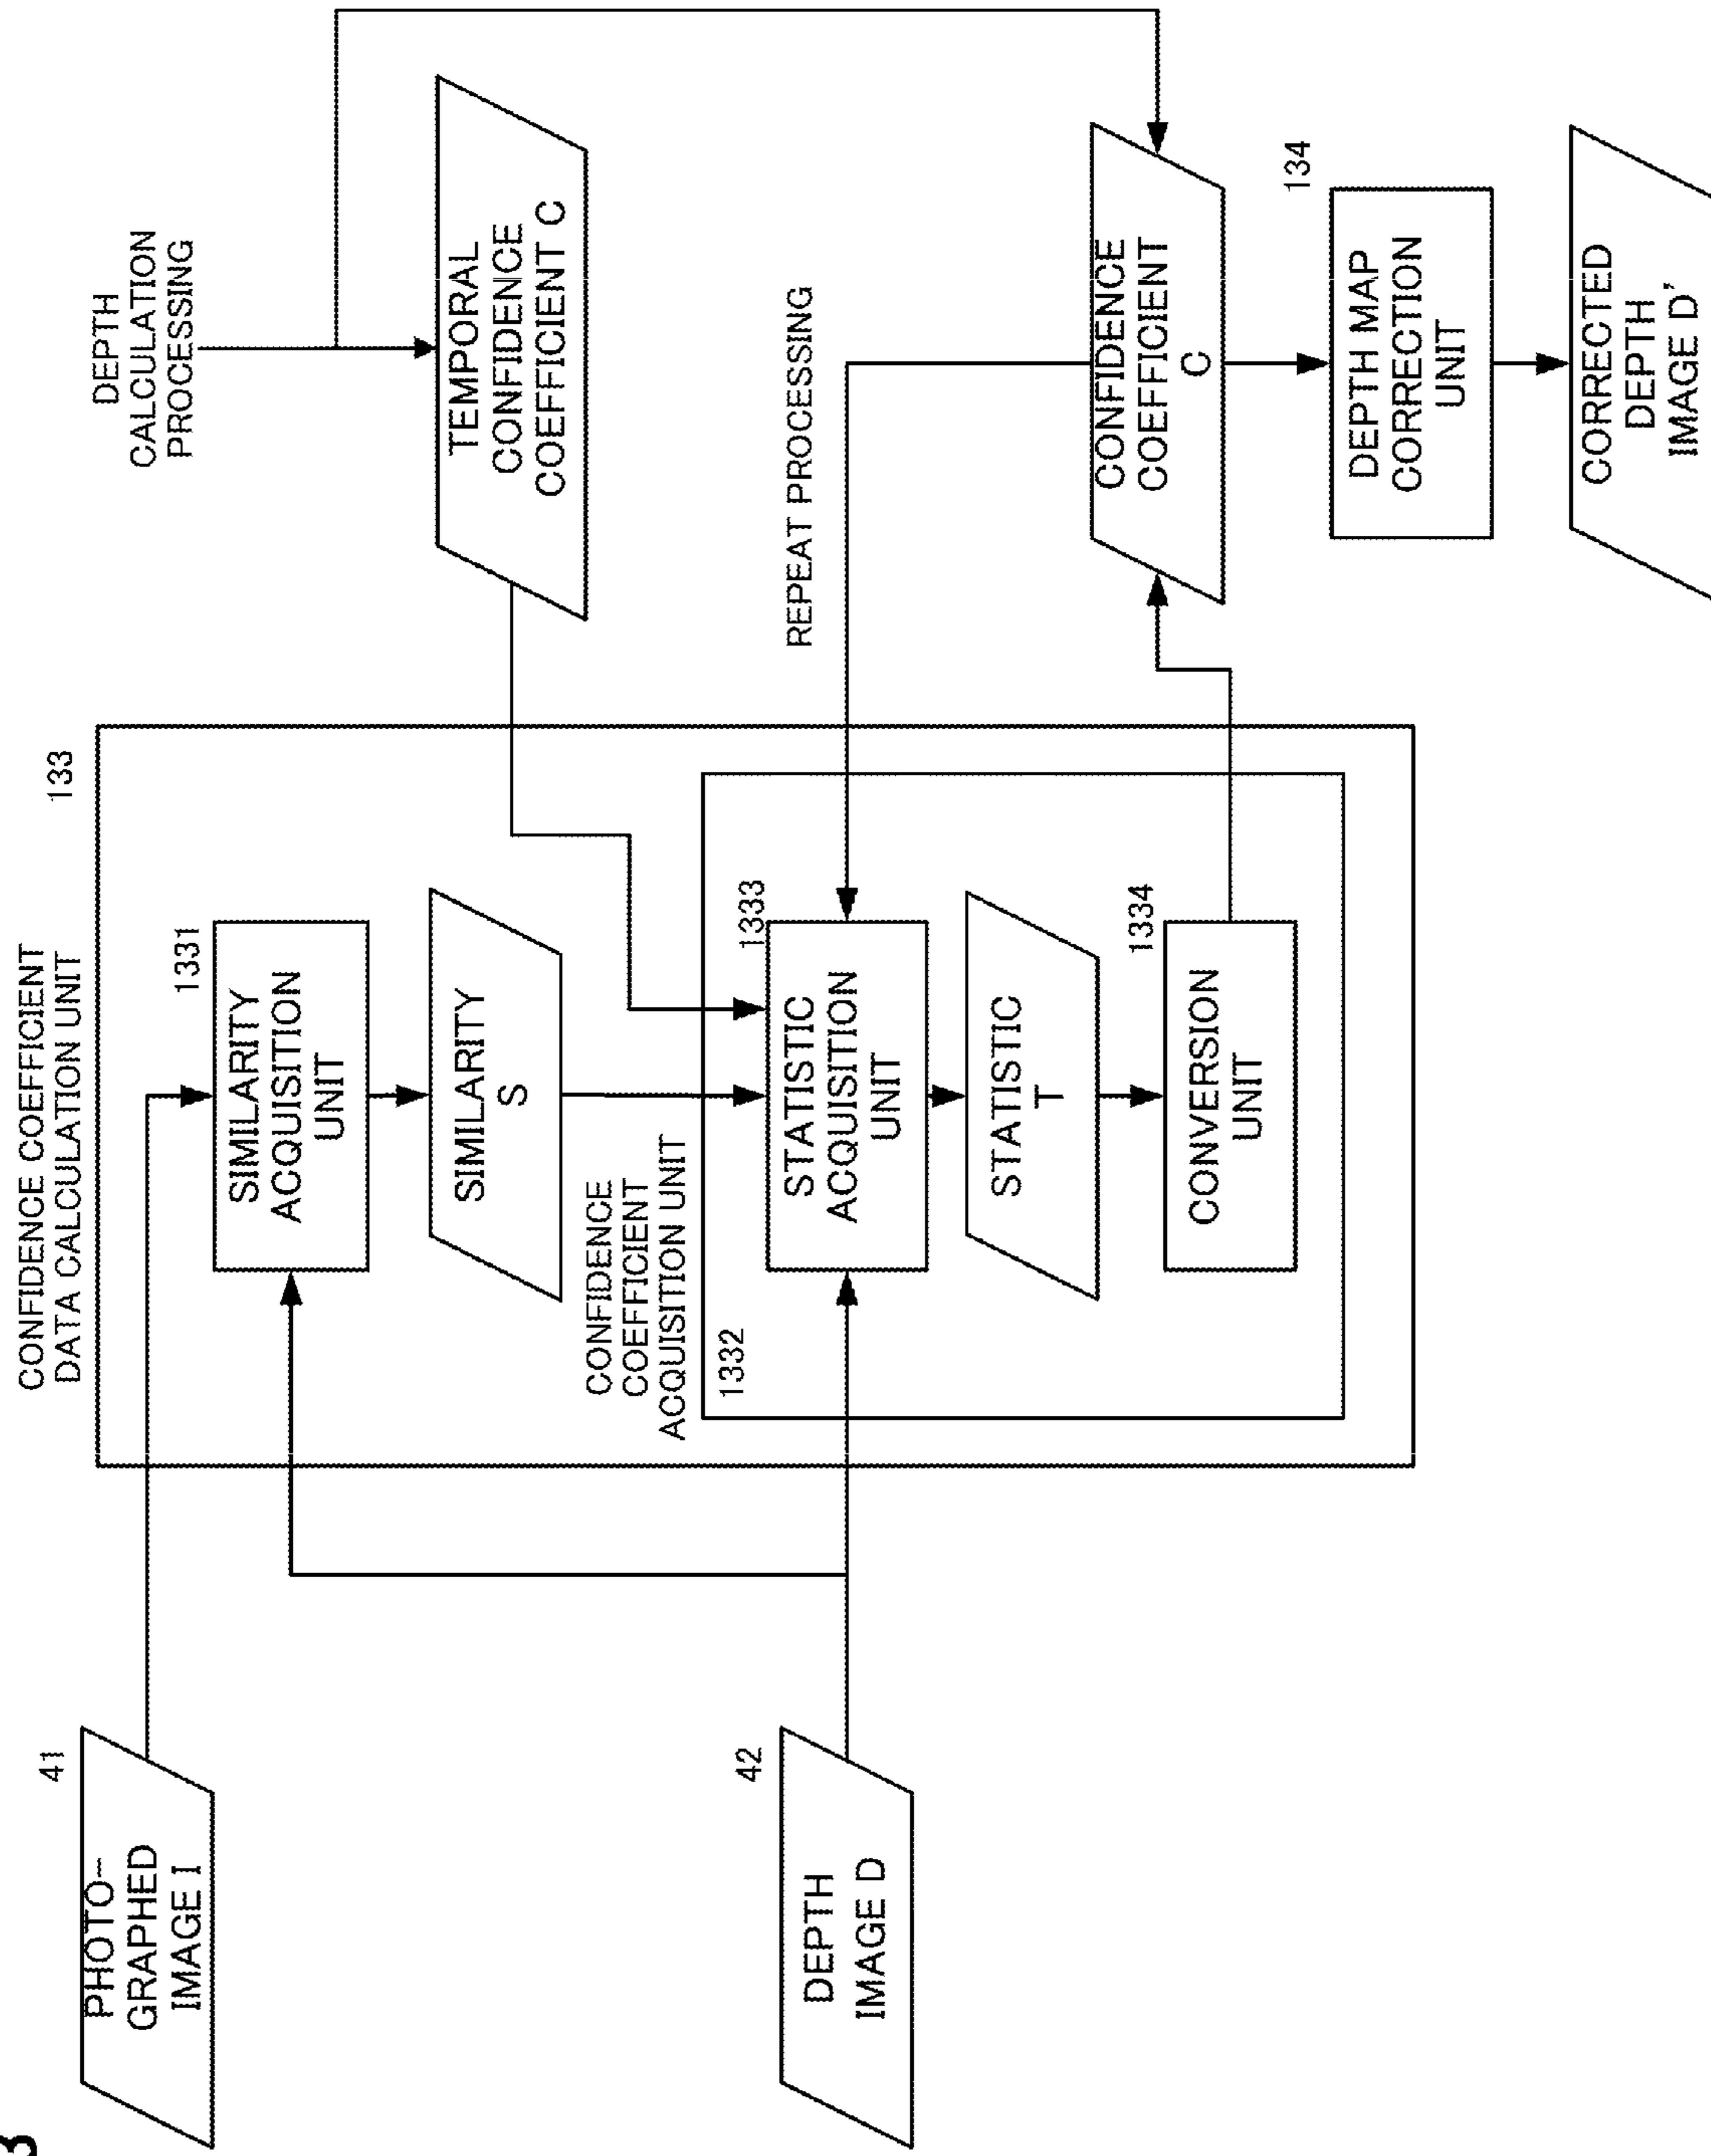 3
41
PHOTO-
GRAPHED
IMAGE I
42
DEPTH
IMAGE D
CONFIDENCE COEFFICIENT
DATA CALCULATION UNIT
133
1331
SIMILARITY
ACQUISITION
UNIT
SIMILARITY
S
CONFIDENCE
COEFFICIENT
ACQUISITION UNIT
1332
1333
STATISTIC
ACQUISITION
UNIT
STATISTIC
T
1334
CONVERSION
UNIT
DEPTH
CALCULATION
PROCESSING
TEMPORAL
CONFIDENCE
COEFFICIENT C
REPEAT PROCESSING
CONFIDENCE
COEFFICIENT
C
134
DEPTH MAP
CORRECTION
UNIT
CORRECTED
DEPTH
IMAGE D'